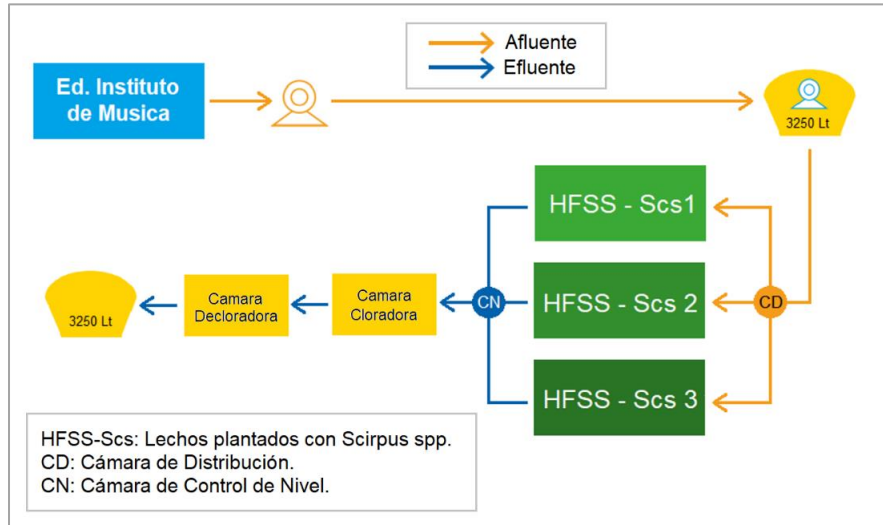 Afluente
Efluente
Ed. Instituto
de Musica
3250 Lt
HFSS - Scs1
HFSS - Scs 2
HFSS - Scs 3
CD
CN
Camara
Cloradora
Camara
Decloradora
3250 Lt
HFSS-Scs: Lechos plantados con Scirpus spp.
CD: Cámara de Distribución.
CN: Cámara de Control de Nivel.